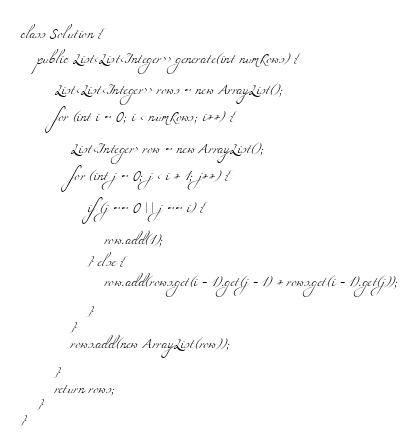 class Solution {
public List<List<Integer>> generate(int numRows) {
List<List<Integer>> rows = new ArrayList();
for (int i = 0; i < numRows; i++) {
List<Integer> row = new ArrayList();
for (int j = 0; j < i + 1; j++) {
if (j == 0 || j == i) {
row.add(1);
} else {
row.add(rows.get(i - 1).get(j - 1) + rows.get(i - 1).get(j));
}
}
rows.add(new ArrayList(row));
}
return rows;
}
}